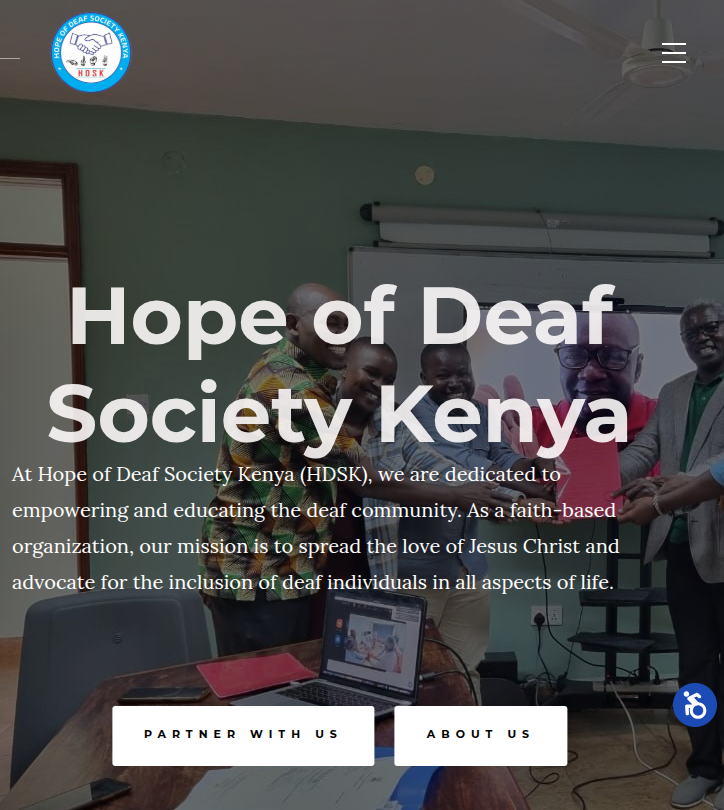 HOPE OF DEAF SOCIETY KENYA
HDSK
Hope of Deaf
Society Kenya
At Hope of Deaf Society Kenya (HDSK), we are dedicated to
empowering and educating the deaf community. As a faith-based
organization, our mission is to spread the love of Jesus Christ and
advocate for the inclusion of deaf individuals in all aspects of life.
PARTNER WITH US
ABOUT US